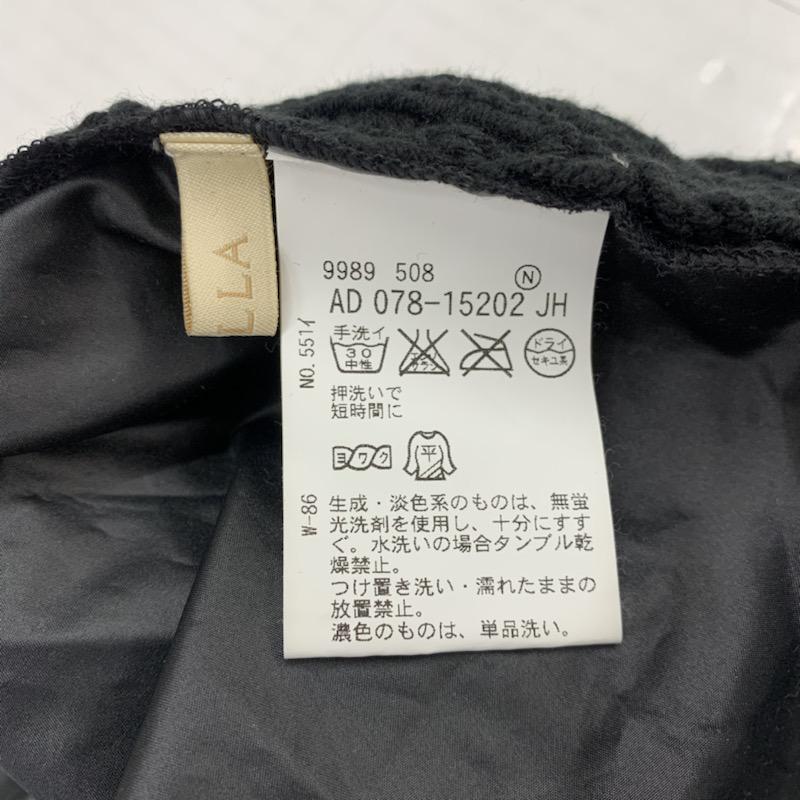 LLA
9989 508 N
AD 078-15202 JH
NO.5514
手洗イ
30
中性
ドライ
セキユ系
押洗いで
短時間に
ヨワク
平
W-86
生成・淡色系のものは、無蛍
光洗剤を使用し、十分にすす
ぐ。水洗いの場合タンブル乾
燥禁止。
つけ置き洗い・濡れたままの
放置禁止。
濃色のものは、単品洗い。